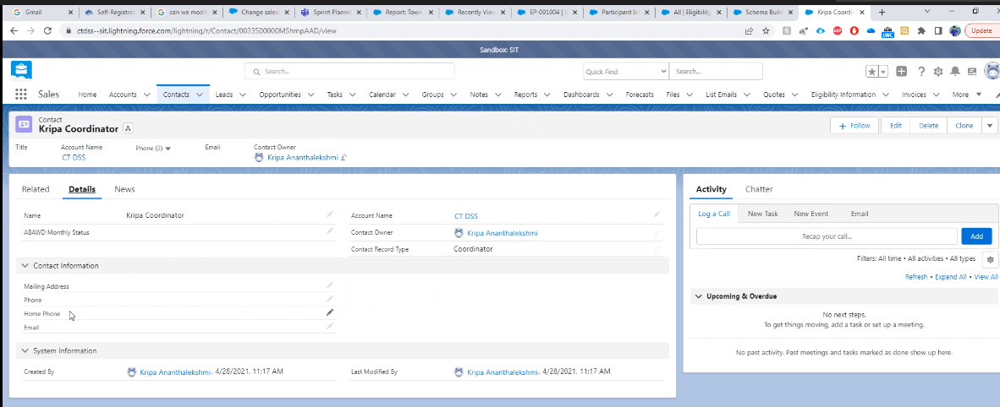 Gmail
Self-Registrat
can we modif
Change sales
Sprint Plannin
Report: Town
Recently View
EP-001004 | S
Participant Inf
All | Eligibility
Schema Build
Kripa Coordin
ctdss--sit.lightning.force.com/lightning/r/Contact/0033500000MShmpAAD/view
ABP
LWC
Update
Sandbox: SIT
Search...
Quick Find
Search...
Sales
Home
Accounts
Contacts
Leads
Opportunities
Tasks
Calendar
Groups
Notes
Reports
Dashboards
Forecasts
Files
List Emails
Quotes
Eligibility Information
Invoices
More
Contact
Kripa Coordinator
+ Follow
Edit
Delete
Clone
Title
Account Name
Phone (2)
Email
Contact Owner
CT DSS
Kripa Ananthalekshmi
Related
Details
News
Name
Kripa Coordinator
Account Name
CT DSS
ABAWD Monthly Status
Contact Owner
Kripa Ananthalekshmi
Contact Record Type
Coordinator
Contact Information
Mailing Address
Phone
Home Phone
Email
System Information
Created By
Kripa Ananthalekshmi, 4/28/2021, 11:17 AM
Last Modified By
Kripa Ananthalekshmi, 4/28/2021, 11:17 AM
Activity
Chatter
Log a Call
New Task
New Event
Email
Recap your call...
Add
Filters: All time • All activities • All types
Refresh • Expand All • View All
Upcoming & Overdue
No next steps.
To get things moving, add a task or set up a meeting.
No past activity. Past meetings and tasks marked as done show up here.